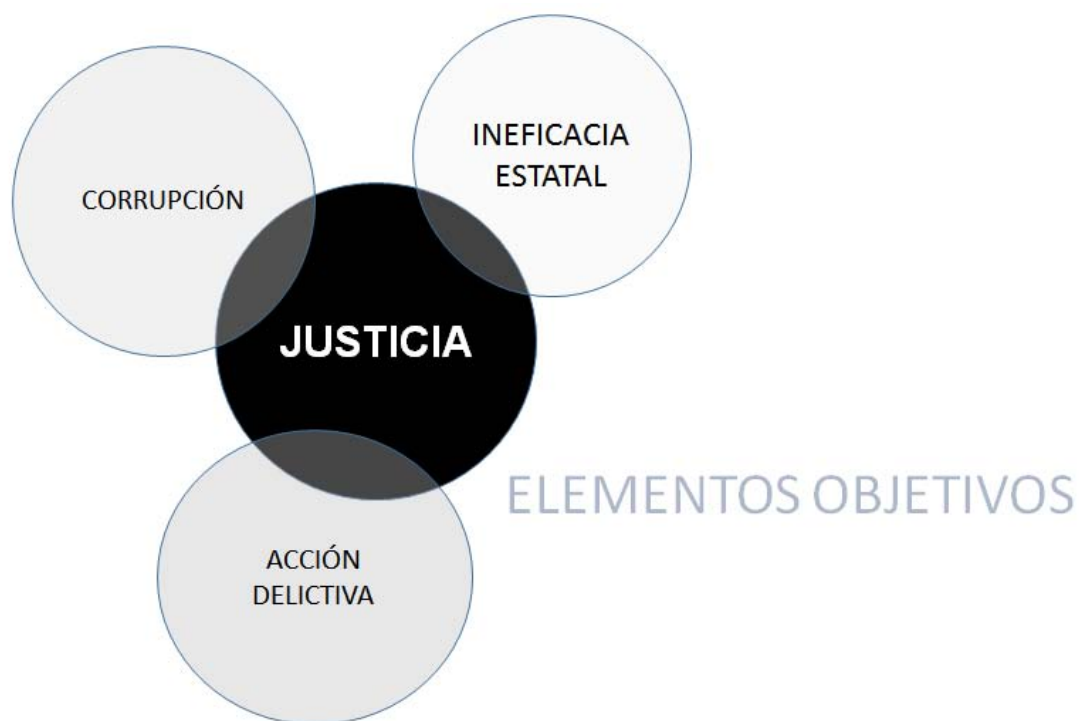 INEFICACIA
ESTATAL
CORRUPCIÓN
JUSTICIA
ELEMENTOS OBJETIVOS
ACCIÓN
DELICTIVA